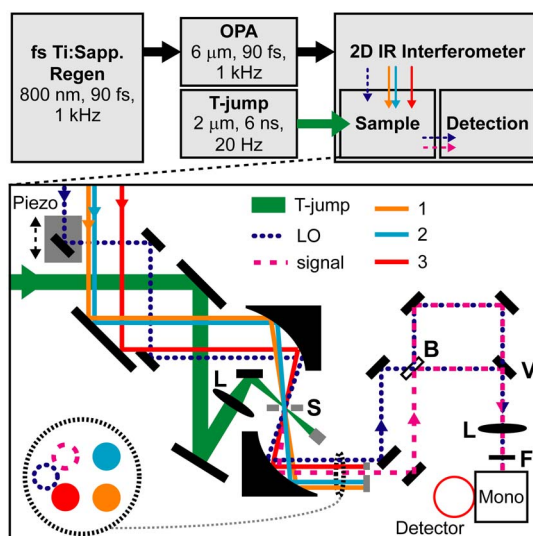 fs Ti:Sapp.
Regen
800 nm, 90 fs,
1 kHz
OPA
6 μm, 90 fs,
1 kHz
T-jump
2 μm, 6 ns,
20 Hz
2D IR Interferometer
Sample
Detection
Piezo
T-jump
LO
signal
1
2
3
L
S
B
V
L
F
Mono
Detector